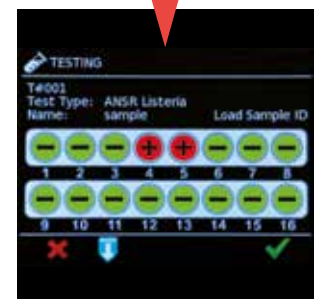 TESTING
T#001
Test Type: ANSR Listeria
Name: sample Load Sample ID
− − − + + − − −
1 2 3 4 5 6 7 8
− − − − − − − −
9 10 11 12 13 14 15 16